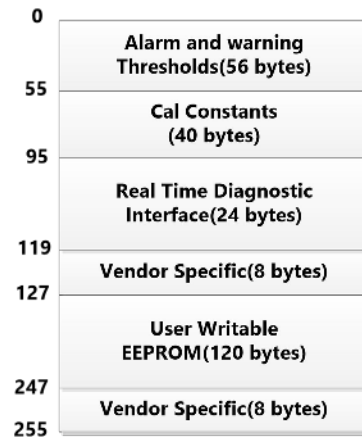 0
Alarm and warning
Thresholds(56 bytes)
55
Cal Constants
(40 bytes)
95
Real Time Diagnostic
Interface(24 bytes)
119
Vendor Specific(8 bytes)
127
User Writable
EEPROM(120 bytes)
247
Vendor Specific(8 bytes)
255